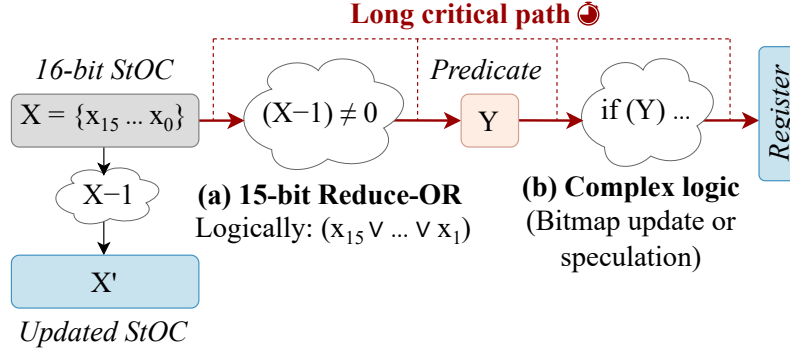 Long critical path
16-bit StOC
Predicate
X = {x₁₅ ... x₀}
(X−1) ≠ 0
Y
if (Y) ...
Register
X−1
(a) 15-bit Reduce-OR
Logically: (x₁₅ ∨ ... ∨ x₁)
(b) Complex logic
(Bitmap update or
speculation)
X'
Updated StOC